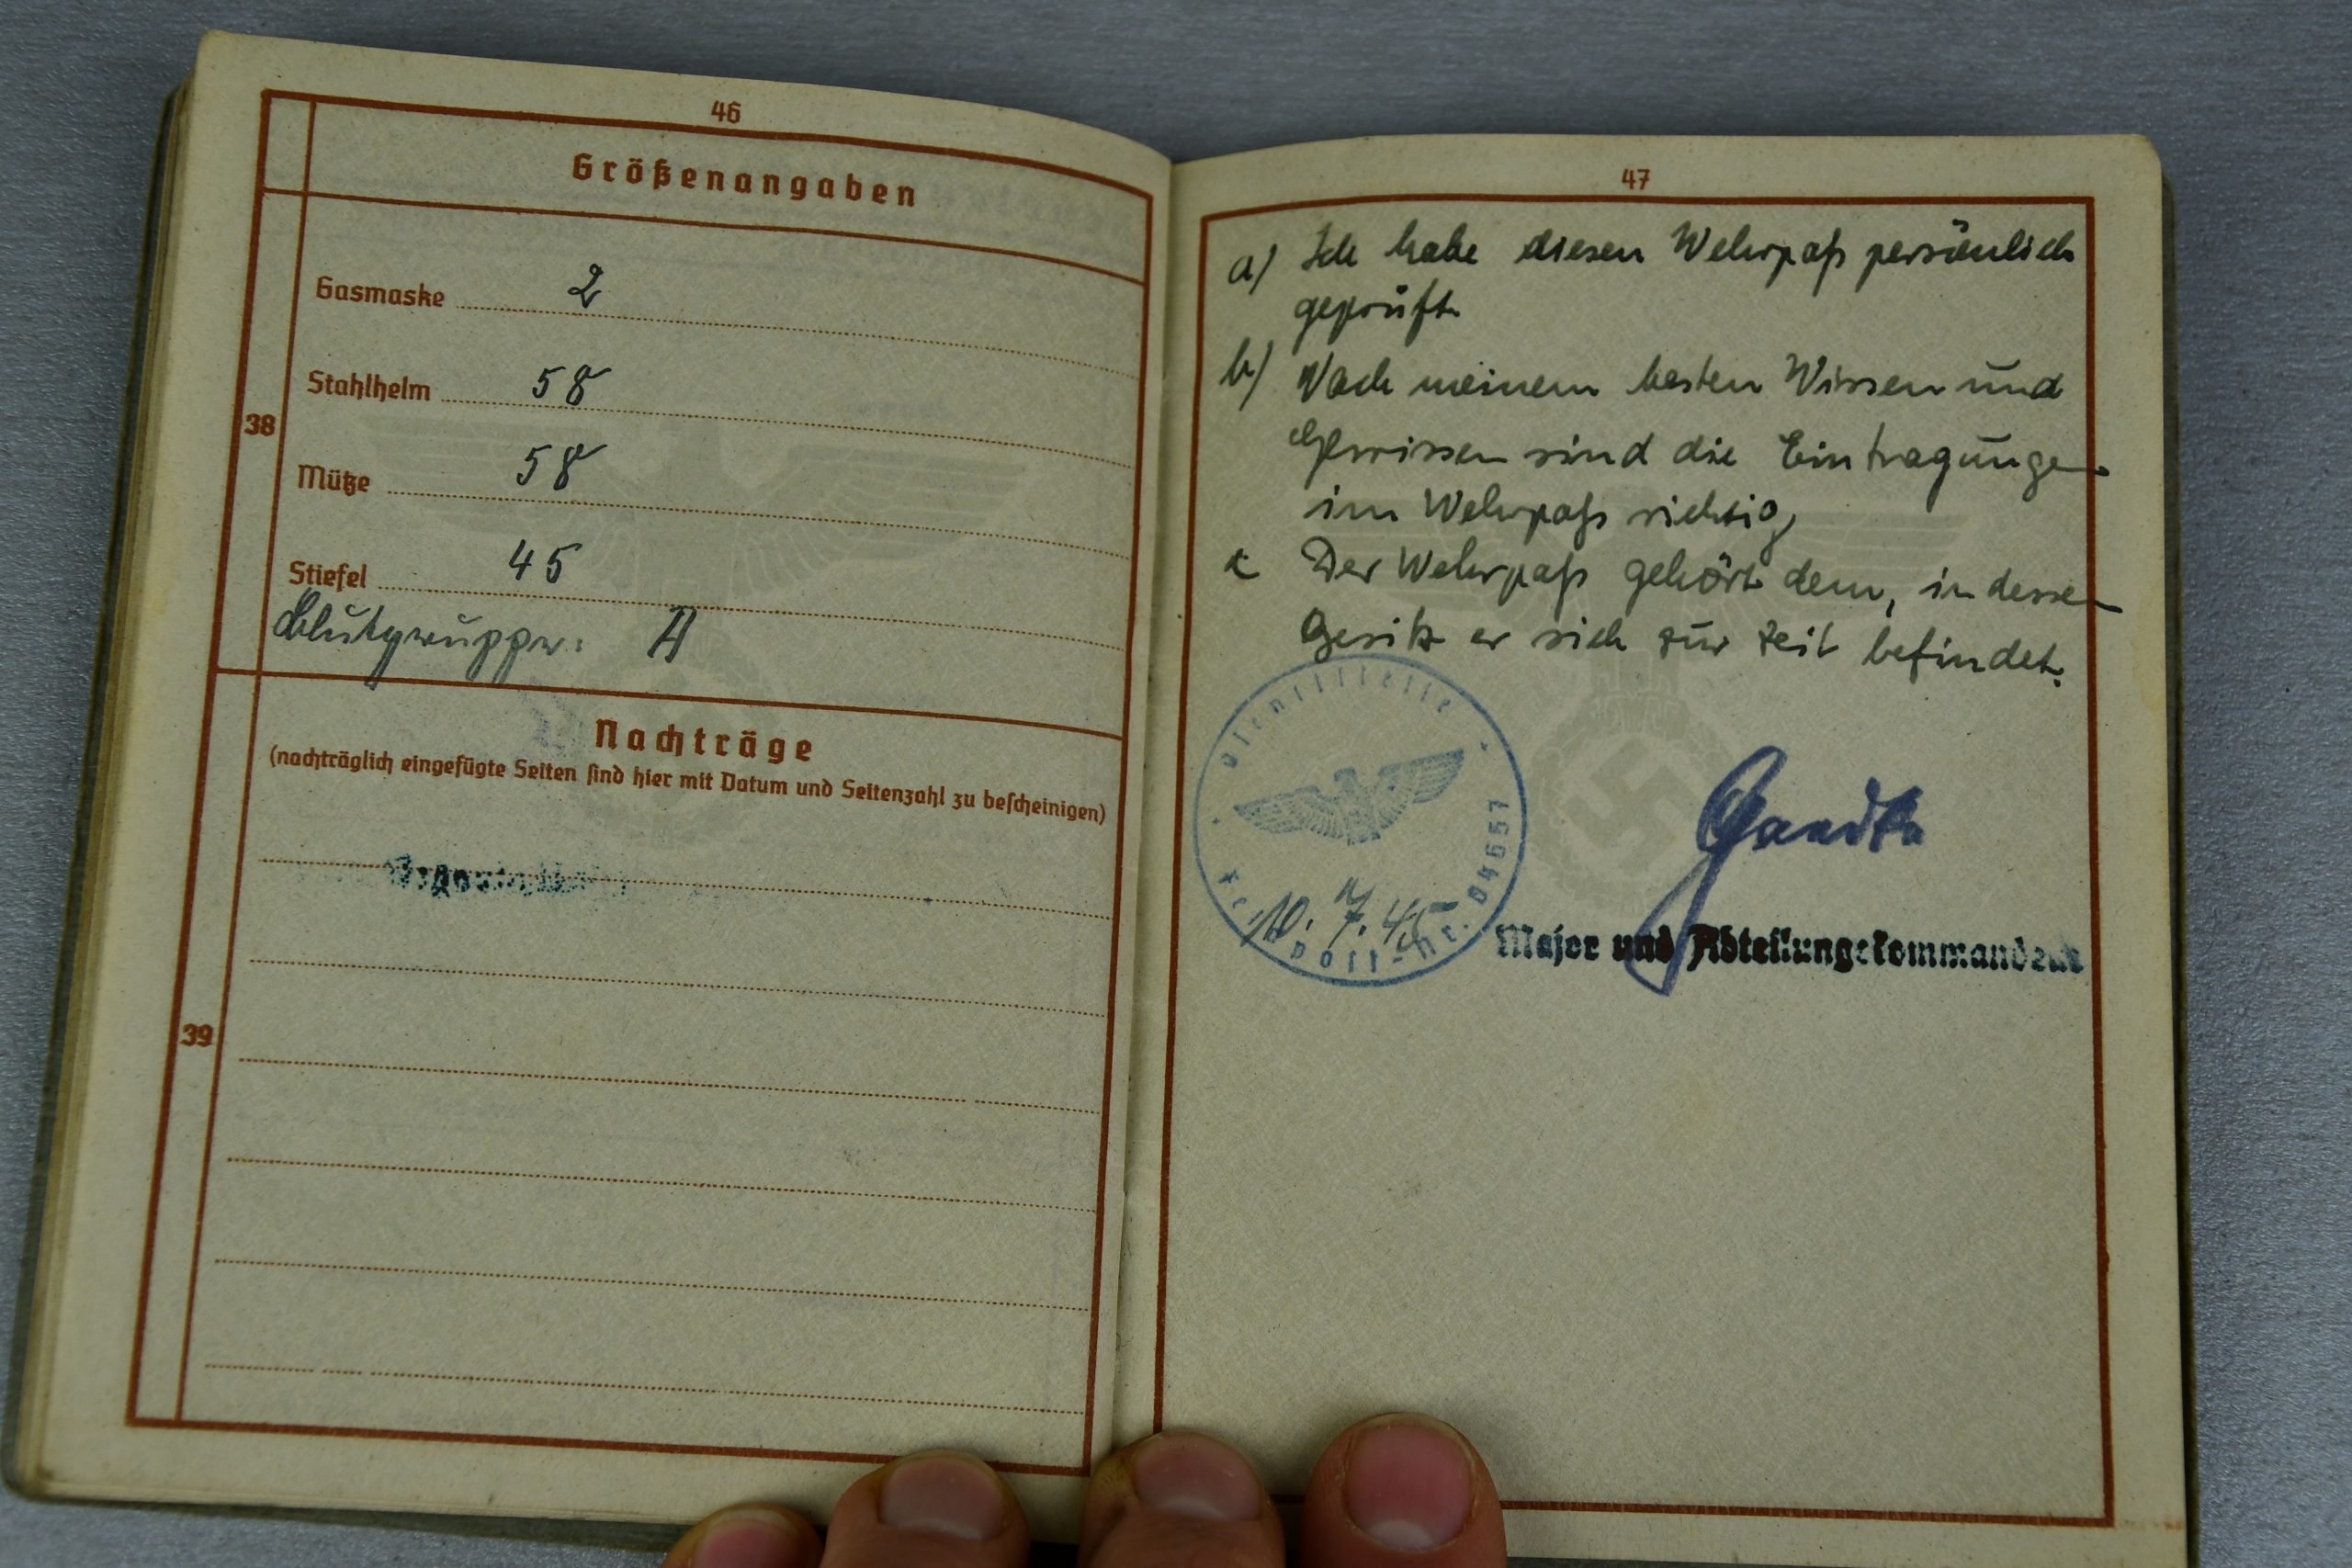 46
Größenangaben
38
Gasmaske 2
Stahlhelm 58
Mütze 58
Stiefel 45
Blutgruppe: A
Nachträge
(nachträglich eingefügte Seiten sind hier mit Datum und Seitenzahl zu bescheinigen)
39
47
a) Ich habe diesen Wehrpaß persönlich
geprüft.
b) Nach meinem besten Wissen und
Gewissen sind die Eintragungen
im Wehrpaß richtig,
c Der Wehrpaß gehört dem, in dessen
Besitz er sich zur Zeit befindet.
Dienststelle
Feldpost-Nr. 04657
10. 7. 45
Major und Abteilungskommandeur